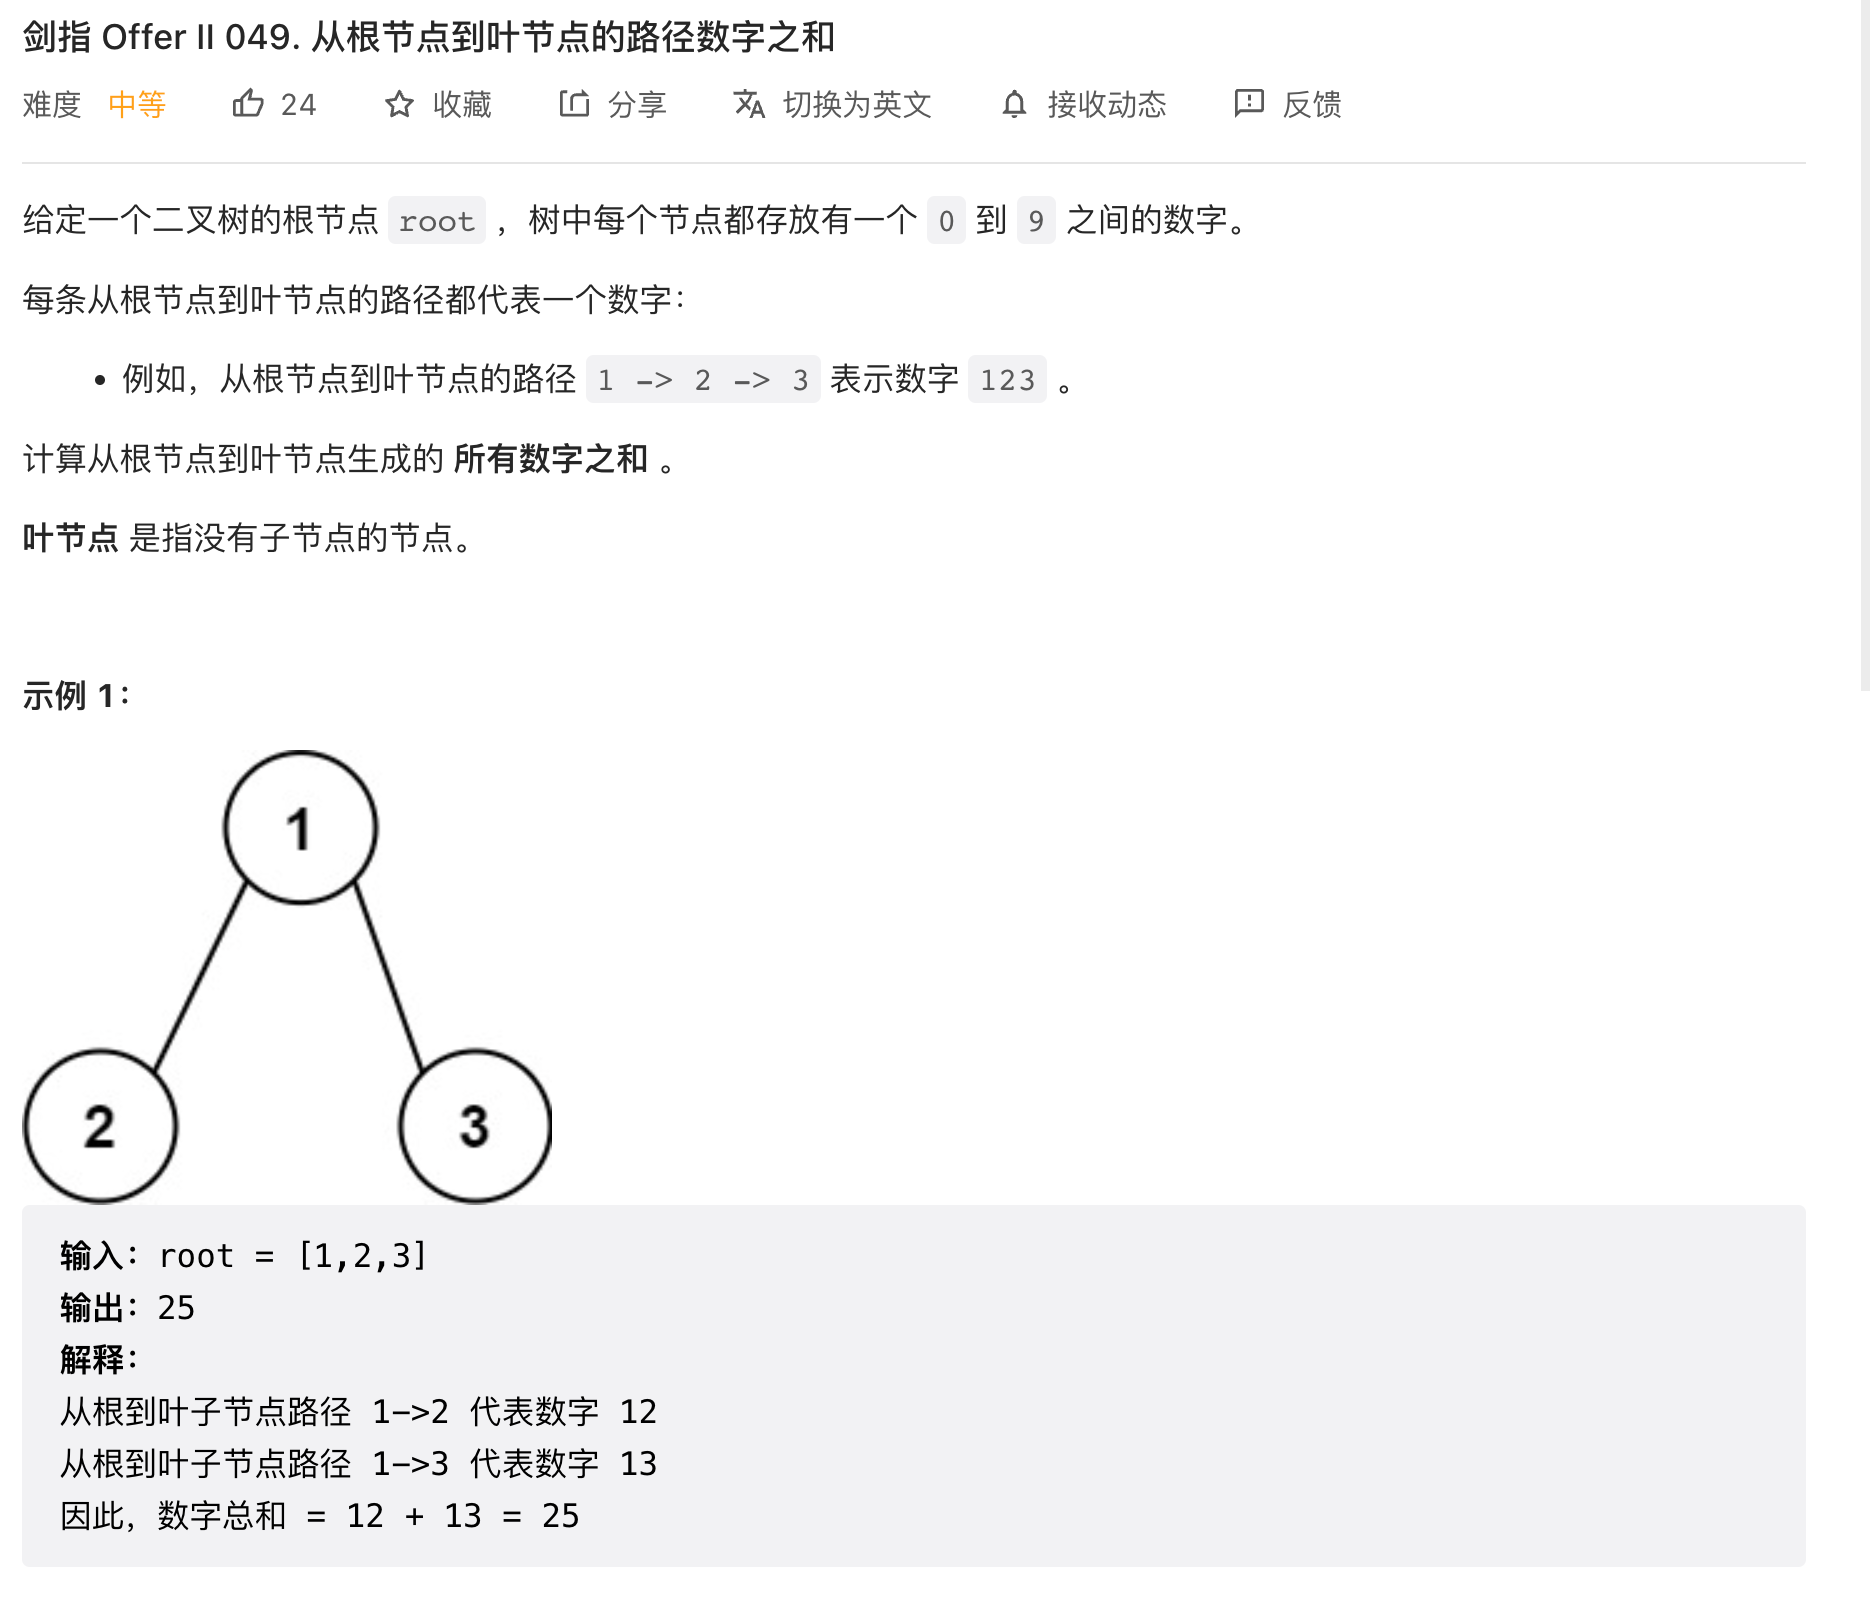 剑指 Offer II 049. 从根节点到叶节点的路径数字之和
难度 中等 24 收藏 分享 切换为英文 接收动态 反馈
给定一个二叉树的根节点 root ，树中每个节点都存放有一个 0 到 9 之间的数字。
每条从根节点到叶节点的路径都代表一个数字：
• 例如，从根节点到叶节点的路径 1 -> 2 -> 3 表示数字 123 。
计算从根节点到叶节点生成的 所有数字之和 。
叶节点 是指没有子节点的节点。
示例 1：
1
2 3
输入：root = [1,2,3]
输出：25
解释：
从根到叶子节点路径 1->2 代表数字 12
从根到叶子节点路径 1->3 代表数字 13
因此，数字总和 = 12 + 13 = 25